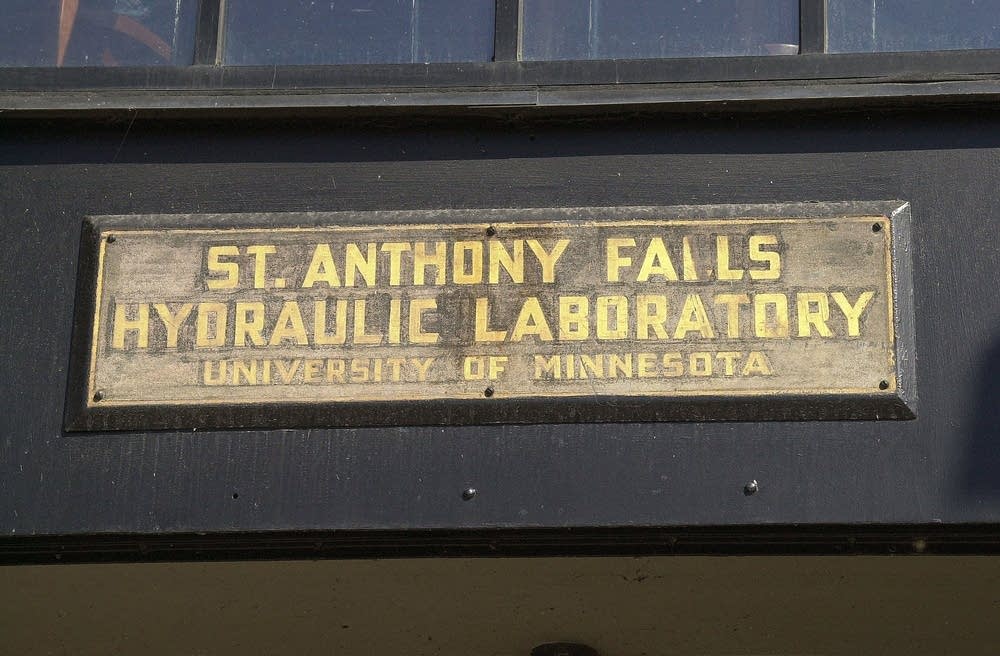 ST. ANTHONY FALLS
HYDRAULIC LABORATORY
UNIVERSITY OF MINNESOTA